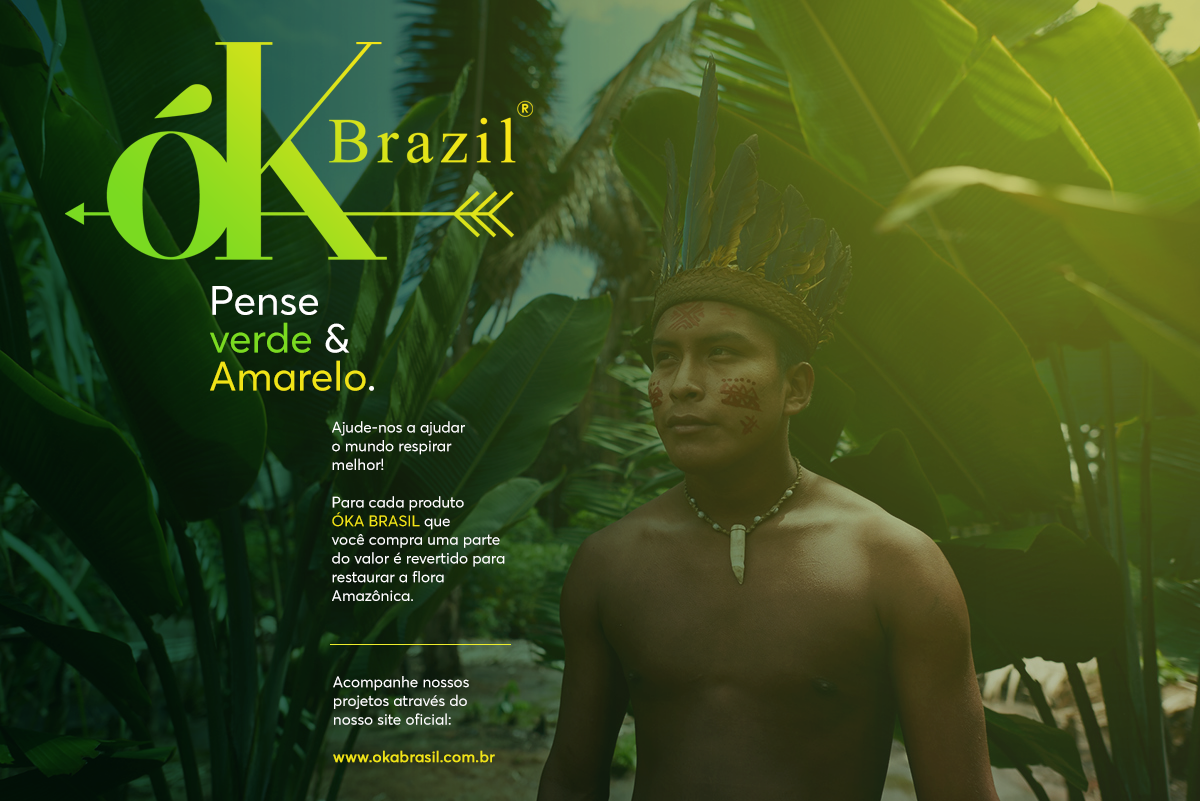 óK Brazil®
Pense
verde &
Amarelo.
Ajude-nos a ajudar
o mundo respirar
melhor!
Para cada produto
ÓKA BRASIL que
você compra uma parte
do valor é revertido para
restaurar a flora
Amazônica.
Acompanhe nossos
projetos através do
nosso site oficial:
www.okabrasil.com.br